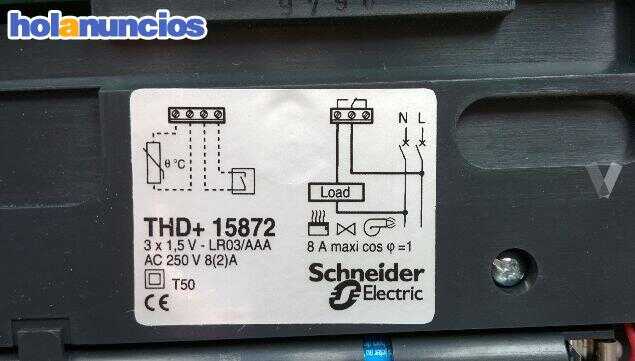 holanuncios
N L
θ °C
Load
THD+ 15872
3 x 1,5 V - LR03/AAA
AC 250 V 8(2)A
8 A maxi cos φ =1
T50
CE
Schneider
Electric